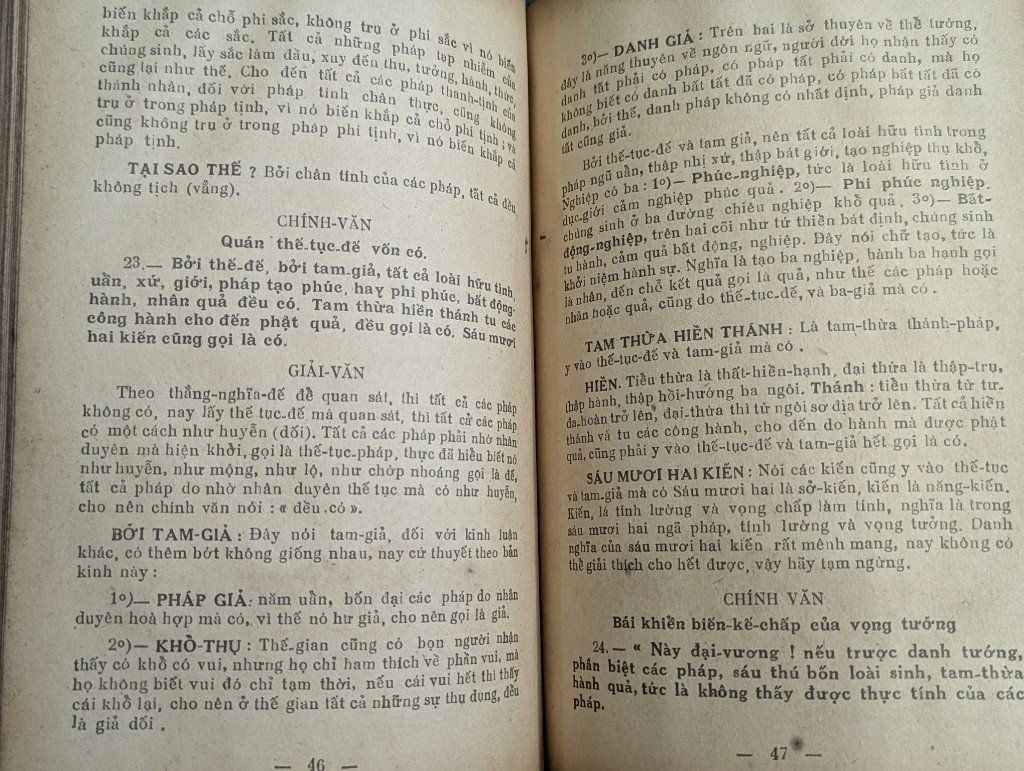 biến khắp cả chỗ phi sắc, không trụ ở phi sắc vì nó biến
khắp cả các sắc. Tất cả những pháp tạp nhiễm của
chúng sinh, lấy sắc làm đầu, xuy đến thụ, tưởng, hành, thức,
cũng lại như thế. Cho đến tất cả các pháp thanh-tịnh của
thánh nhân, đối với pháp tính chân thực, cũng không
trụ ở trong pháp tịnh, vì nó biến khắp cả chỗ phi tịnh ; và
cũng không trụ ở trong pháp phi tịnh, vì nó biến khắp cả
pháp tịnh.
TẠI SAO THẾ ? Bởi chân tính của các pháp, tất cả đều
không tịch (vắng).
CHÍNH-VĂN
Quán thế-tục-đế vốn có.
23.— Bởi thế-đế, bởi tam-giả, tất cả loài hữu tình,
uẩn, xứ, giới, pháp tạo phúc, hay phi phúc, bất động-
hành, nhân quả đều có. Tam thừa hiền thánh tu các
công hành cho đến phật quả, đều gọi là có. Sáu mươi
hai kiến cũng gọi là có.
GIẢI-VĂN
Theo thắng-nghĩa-đế để quan sát, thì tất cả các pháp
không có, nay lấy thế tục-đế mà quan sát, thì tất cả các pháp
có một cách như huyễn (dối). Tất cả các pháp phải nhờ nhân
duyên mà hiện khởi, gọi là thế-tục-pháp, thực đã hiểu biết nó
như huyễn, như mộng, như lộ, như chớp nhoáng gọi là đế,
tất cả pháp do nhờ nhân duyên thế tục mà có như huyễn,
cho nên chính văn nói : « đều có ».
BỞI TAM-GIẢ : Đây nói tam-giả, đối với kinh luận
khác, có thêm bớt không giống nhau, nay cứ thuyết theo bản
kinh này :
1º)— PHÁP GIẢ: năm uẩn, bốn đại các pháp do nhân
duyên hoà hợp mà có, vì thế nó hư giả, cho nên gọi là giả.
2º)— KHỔ-THỤ : Thế-gian cũng có bọn người nhận
thấy có khổ có vui, nhưng họ chỉ ham thích về phần vui, mà
họ không biết vui đó chỉ tạm thời, nếu cái vui hết thì thấy
cái khổ lại, cho nên ở thế gian tất cả những sự thụ dụng, đều
là giả dối .
— 46 —
3º)— DANH GIẢ : Trên hai là sở thuyên về thể tướng,
đây là năng thuyên về ngôn ngữ, người đời họ nhận thấy có
danh tất phải có pháp, có pháp tất phải có danh, mà họ
không biết có danh bất tất đã có pháp, có pháp bất tất đã có
danh, bởi thế, danh pháp không có nhất định, pháp giả danh
tất cũng giả.
Bởi thế-tục-đế và tam giả, nên tất cả loài hữu tình trong
pháp ngũ uẩn, thập nhị xứ, thập bát giới, tạo nghiệp thụ khổ,
Nghiệp có ba : 1º)— Phúc-nghiệp, tức là loài hữu tình ở
dục-giới cảm nghiệp phúc quả . 2º)— Phi phúc nghiệp.
chúng sinh ở ba đường chiêu nghiệp khổ quả . 3º)— Bất-
động-nghiệp, trên hai cõi như tứ thiền bát định, chúng sinh
tu hành, cảm quả bất động, nghiệp. Đây nói chữ tạo, tức là
khởi niệm hành sự. Nghĩa là tạo ba nghiệp, hành ba hạnh gọi
là nhân, đến chỗ kết quả gọi là quả, như thế các pháp hoặc
nhân hoặc quả, cũng do thế-tục-đế, và ba-giả mà có .
TAM THỪA HIỀN THÁNH : Là tam-thừa thánh-pháp,
y vào thế-tục-đế và tam-giả mà có .
HIỀN. Tiểu thừa là thất-hiền-hạnh, đại thừa là thập-trụ,
thập hành, thập hồi-hướng ba ngôi. Thánh : tiểu thừa từ tư-
đa-hoàn trở lên, đại-thừa thì từ ngôi sơ địa trở lên. Tất cả hiền
thánh và tu các công hành, cho đến do hành mà được phật
quả, cũng phải y vào thế-tục-đế và tam-giả hết gọi là có.
SÁU MƯƠI HAI KIẾN : Nói các kiến cũng y vào thế-tục
và tam-giả mà có Sáu mươi hai là sở-kiến, kiến là năng-kiến.
Kiến, là tính lường và vọng chấp làm tính, nghĩa là trong
sáu mươi hai ngã pháp, tính lường và vọng tưởng. Danh
nghĩa của sáu mươi hai kiến rất mênh mang, nay không có
thể giải thích cho hết được, vậy hãy tạm ngừng.
CHÍNH VĂN
Bái khiển biến-kế-chấp của vọng tưởng
24.— « Này đại-vương ! nếu trược danh tướng,
phân biệt các pháp, sáu thú bốn loài sinh, tam-thừa
hành quả, tức là không thấy được thực tính của các
pháp.
— 47 —